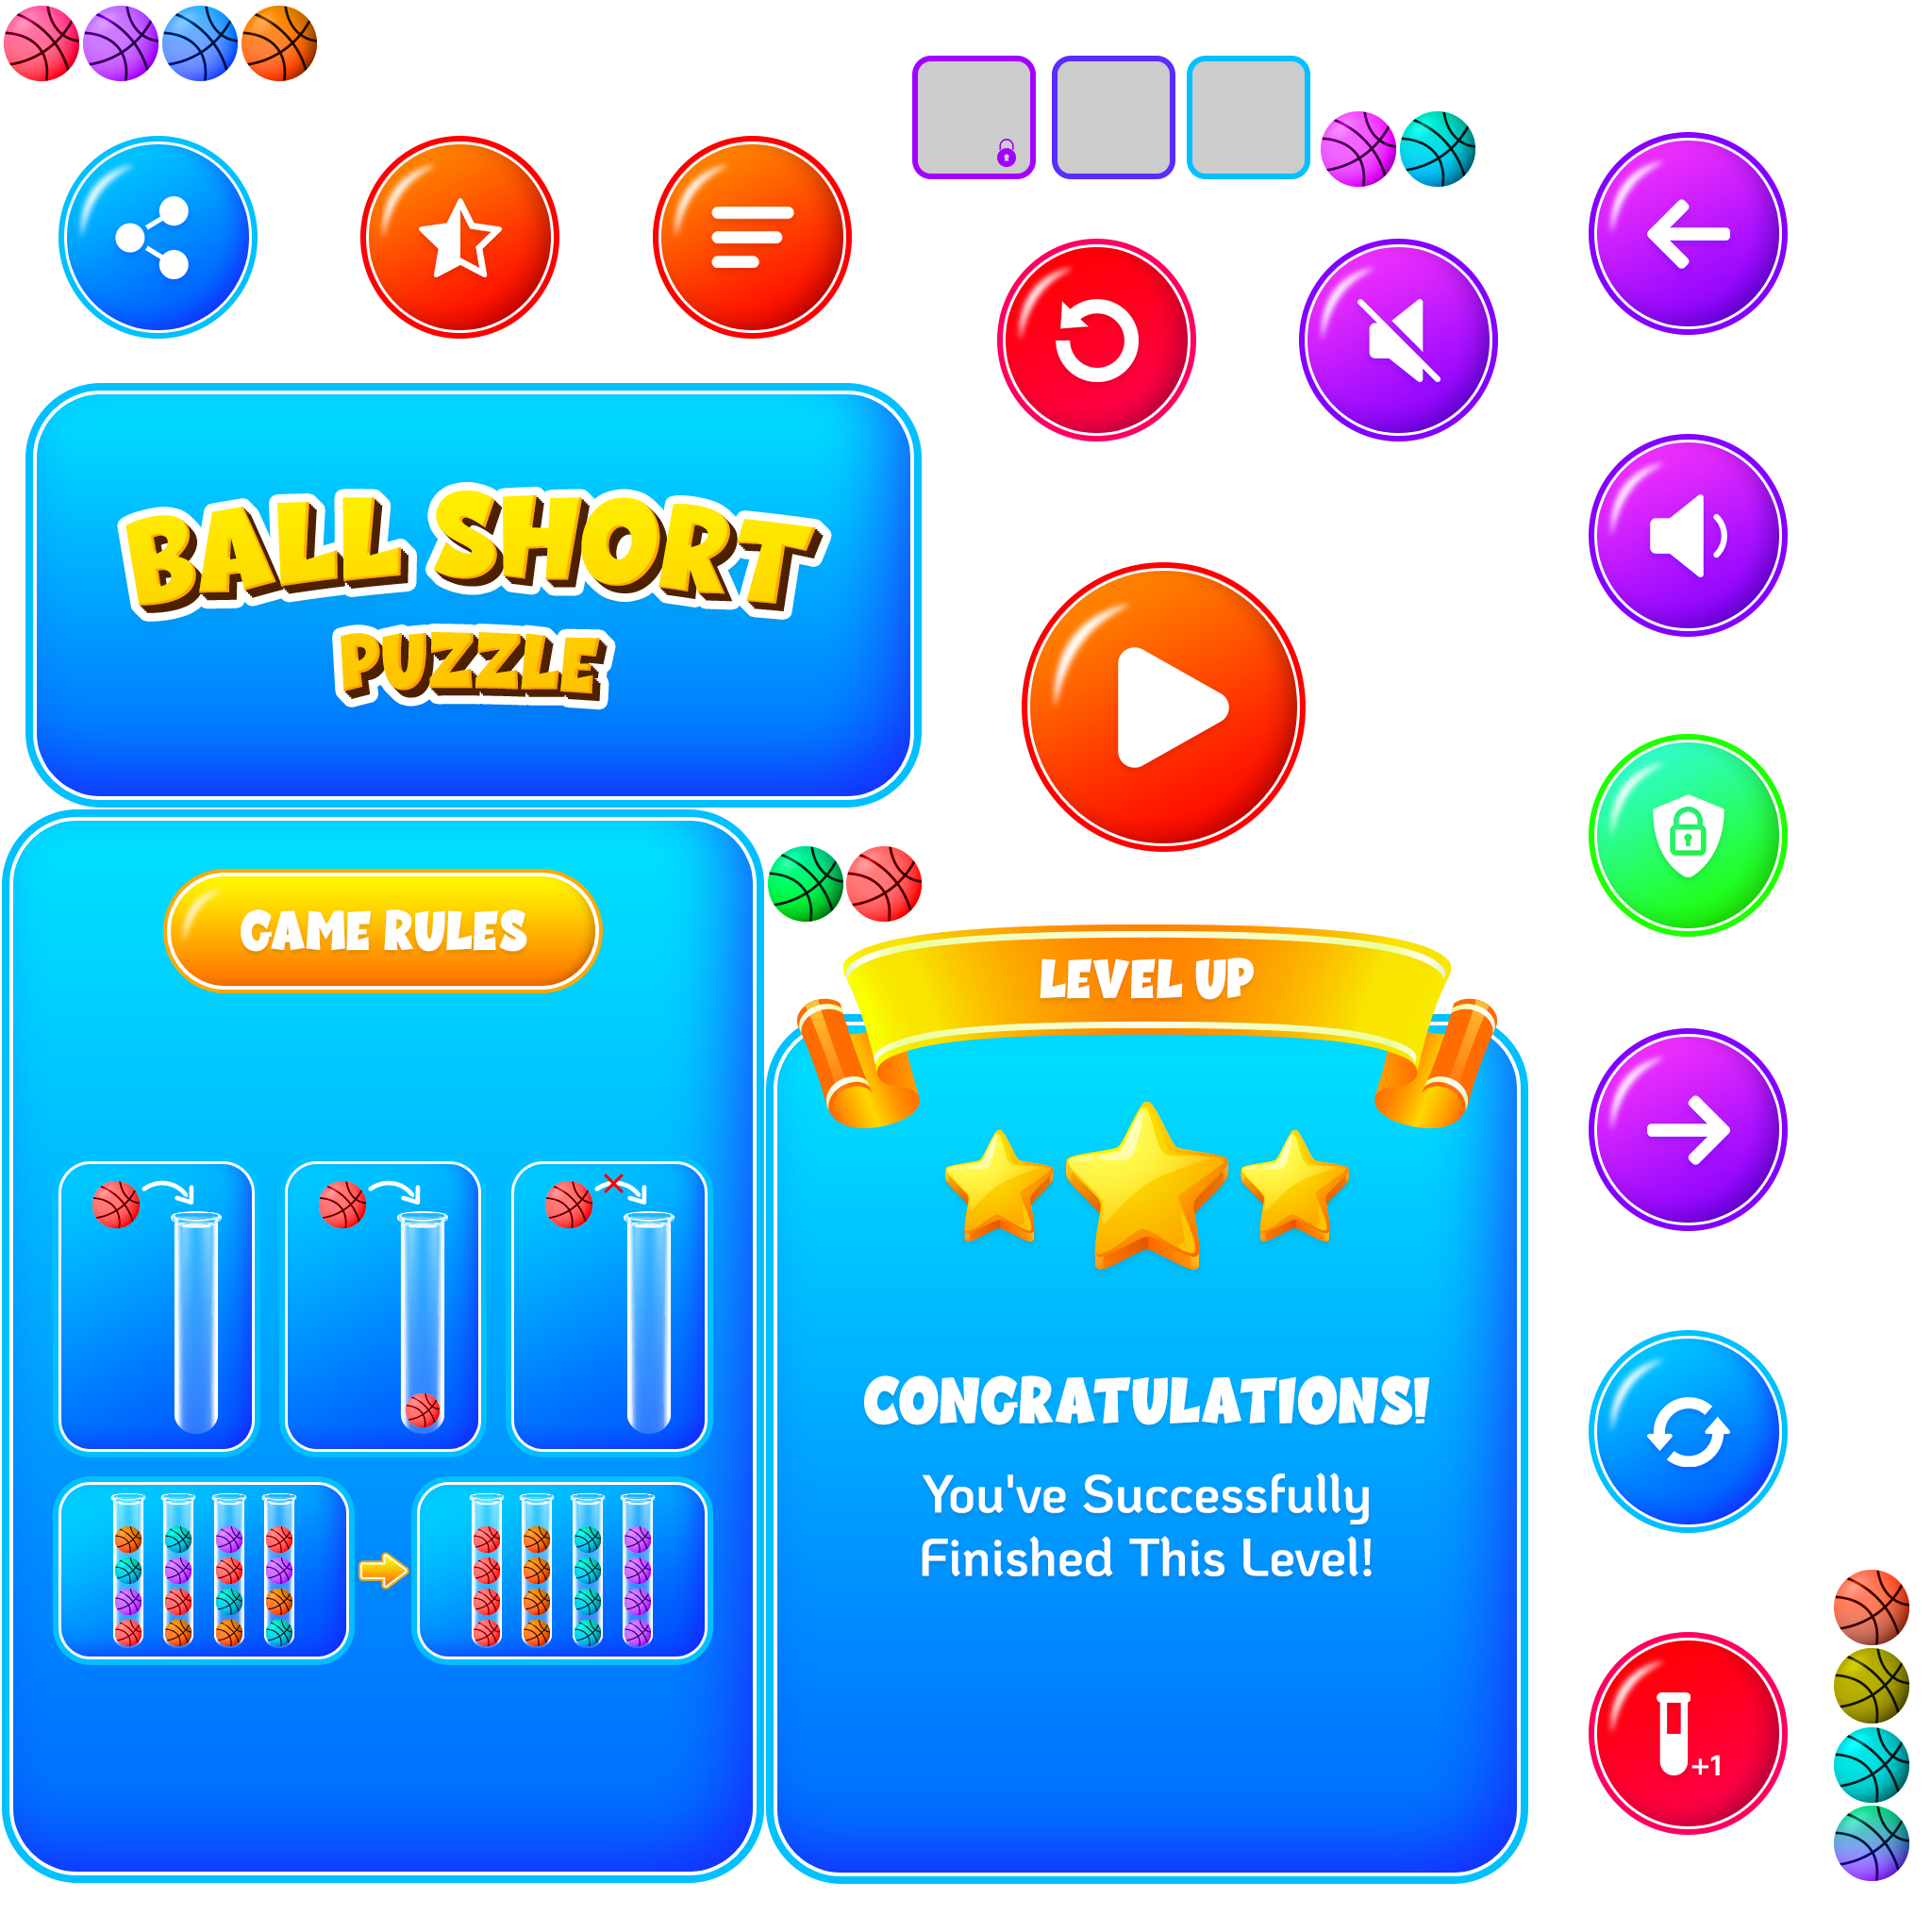 BALL SHORT
PUZZLE
GAME RULES
LEVEL UP
CONGRATULATIONS!
You've Successfully
Finished This Level!
+1